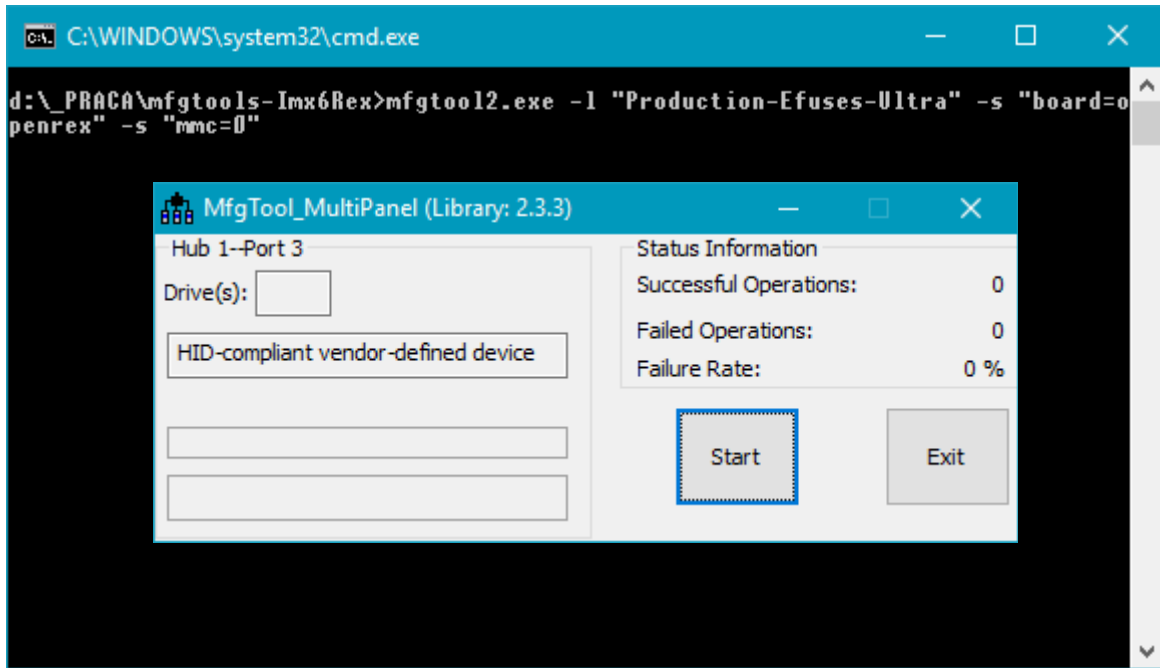 C:\WINDOWS\system32\cmd.exe
d:\_PRACA\mfgtools-Imx6Rex>mfgtool2.exe -l "Production-Efuses-Ultra" -s "board=o
penrex" -s "mmc=0"
MfgTool_MultiPanel (Library: 2.3.3)
Hub 1--Port 3
Drive(s):
HID-compliant vendor-defined device
Status Information
Successful Operations: 0
Failed Operations: 0
Failure Rate: 0 %
Start
Exit